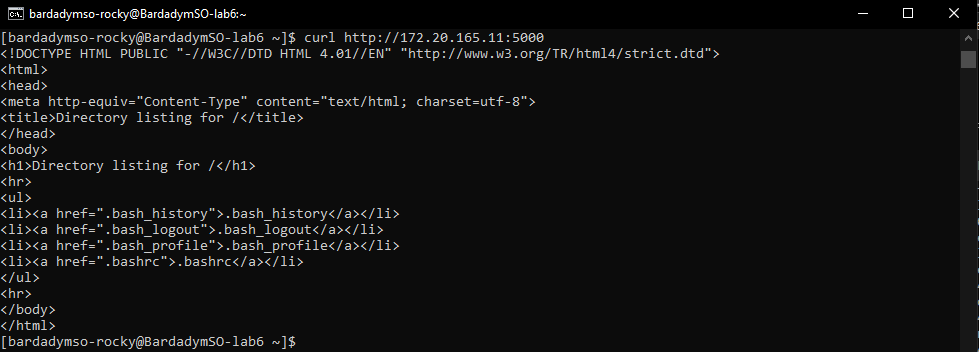 bardadymso-rocky@BardadymSO-lab6:~
[bardadymso-rocky@BardadymSO-lab6 ~]$ curl http://172.20.165.11:5000
<!DOCTYPE HTML PUBLIC "-//W3C//DTD HTML 4.01//EN" "http://www.w3.org/TR/html4/strict.dtd">
<html>
<head>
<meta http-equiv="Content-Type" content="text/html; charset=utf-8">
<title>Directory listing for /</title>
</head>
<body>
<h1>Directory listing for /</h1>
<hr>
<ul>
<li><a href=".bash_history">.bash_history</a></li>
<li><a href=".bash_logout">.bash_logout</a></li>
<li><a href=".bash_profile">.bash_profile</a></li>
<li><a href=".bashrc">.bashrc</a></li>
</ul>
<hr>
</body>
</html>
[bardadymso-rocky@BardadymSO-lab6 ~]$